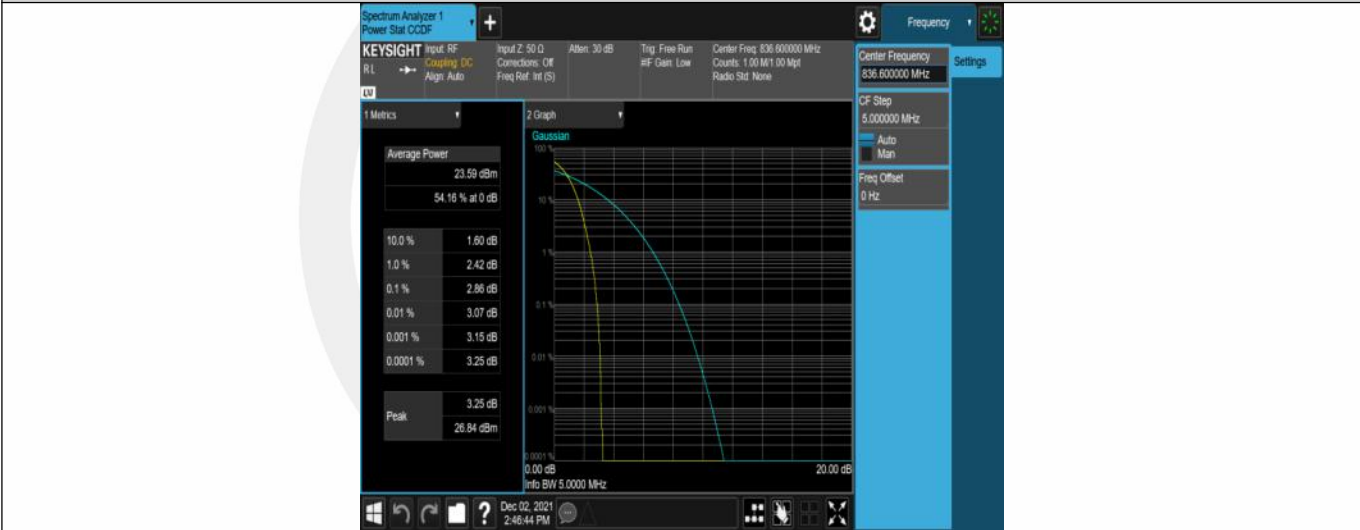 Spectrum Analyzer 1
Power Stat CCDF
+
Frequency
KEYSIGHT
R L
Input: RF
Coupling: DC
Align: Auto
Input Z: 50 Ω
Corrections: Off
Freq Ref: Int (S)
Atten: 30 dB
Trig: Free Run
#IF Gain: Low
Center Freq: 836.600000 MHz
Counts: 1.00 M/1.00 Mpt
Radio Std: None
Center Frequency
836.600000 MHz
Settings
CF Step
5.000000 MHz
Auto
Man
Freq Offset
0 Hz
1 Metrics
Average Power
23.59 dBm
54.16 % at 0 dB
10.0 % 1.60 dB
1.0 % 2.42 dB
0.1 % 2.86 dB
0.01 % 3.07 dB
0.001 % 3.15 dB
0.0001 % 3.25 dB
Peak
3.25 dB
26.84 dBm
2 Graph
Gaussian
100 %
10 %
1 %
0.1 %
0.01 %
0.001 %
0.0001 %
0.00 dB
20.00 dB
Info BW 5.0000 MHz
?
Dec 02, 2021
2:46:44 PM